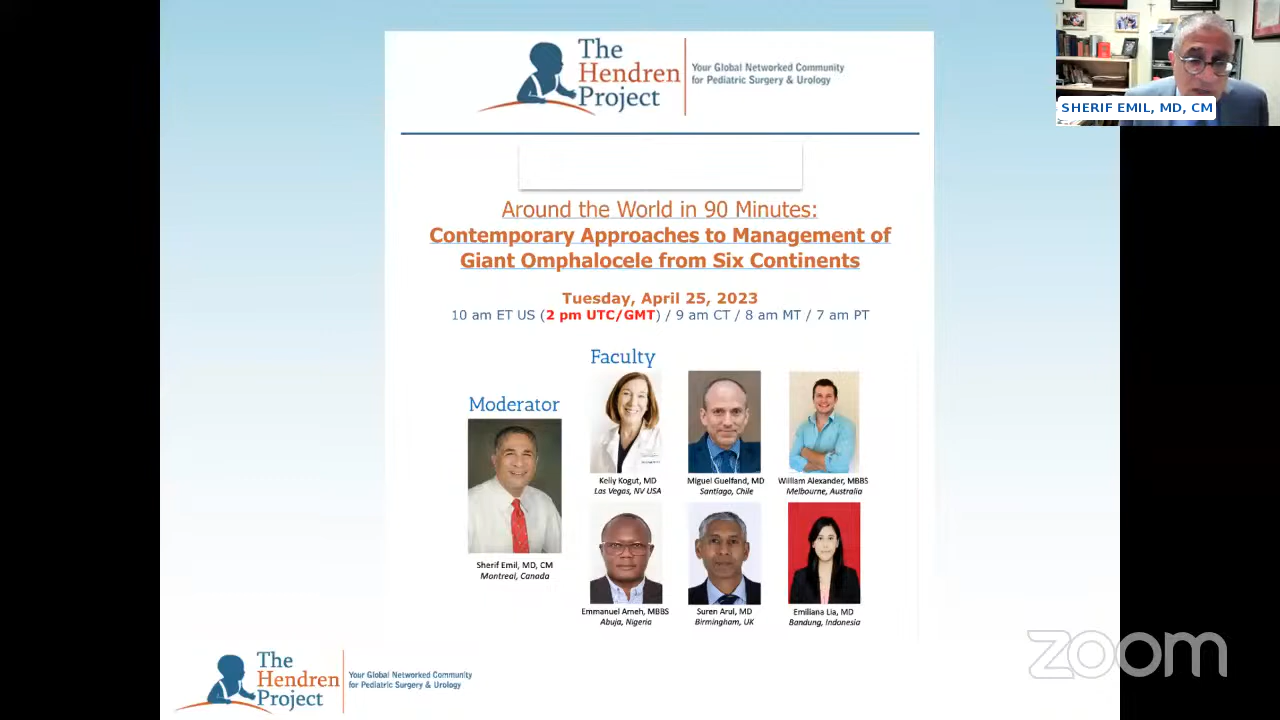 The
Hendren
Project
Your Global Networked Community
for Pediatric Surgery & Urology
SHERIF EMIL, MD, CM
Around the World in 90 Minutes:
Contemporary Approaches to Management of
Giant Omphalocele from Six Continents
Tuesday, April 25, 2023
10 am ET US (2 pm UTC/GMT) / 9 am CT / 8 am MT / 7 am PT
Faculty
Moderator
Kelly Kogut, MD
Las Vegas, NV USA
Miguel Guelfand, MD
Santiago, Chile
William Alexander, MBBS
Melbourne, Australia
Sherif Emil, MD, CM
Montreal, Canada
Emmanuel Ameh, MBBS
Abuja, Nigeria
Suren Arul, MD
Birmingham, UK
Emiliana Lia, MD
Bandung, Indonesia
The
Hendren
Project
Your Global Networked Community
for Pediatric Surgery & Urology
zoom